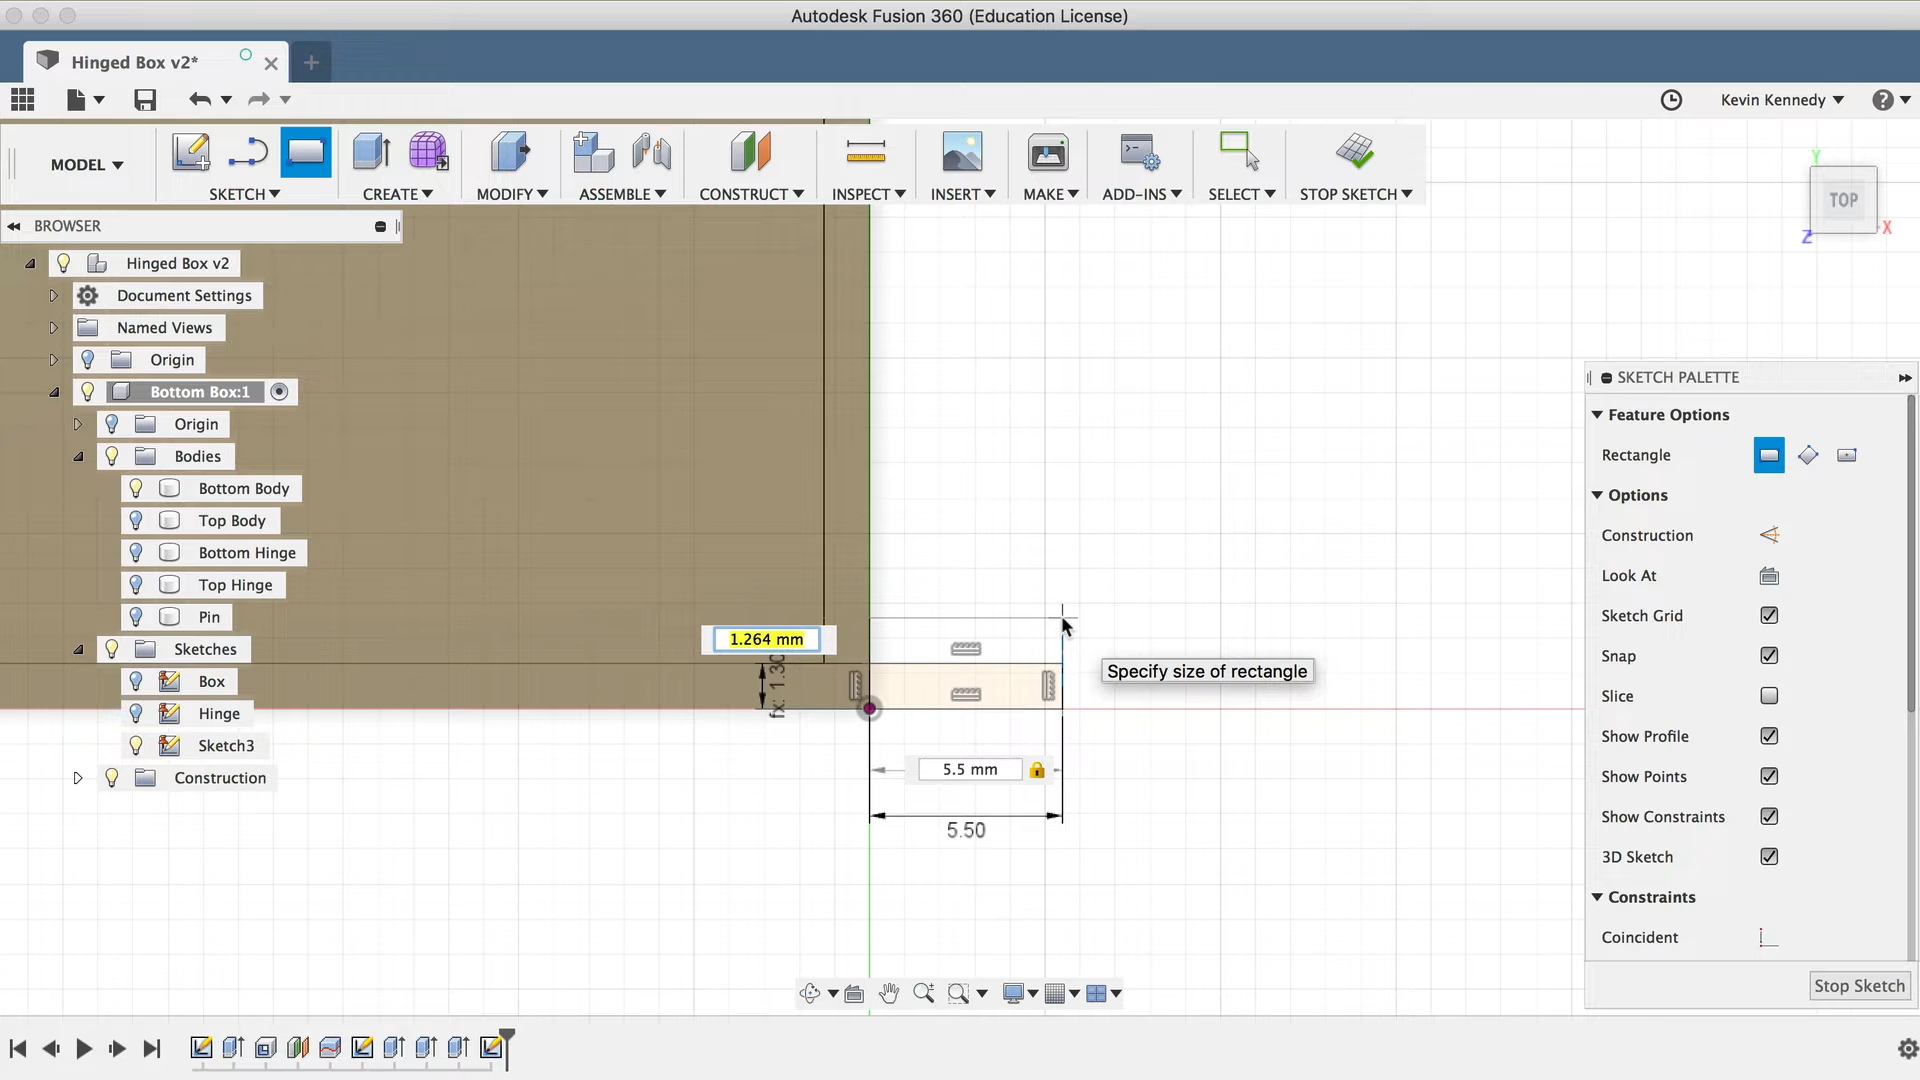 Autodesk Fusion 360 (Education License)
Hinged Box v2*
Kevin Kennedy
MODEL
SKETCH
CREATE
MODIFY
ASSEMBLE
CONSTRUCT
INSPECT
INSERT
MAKE
ADD-INS
SELECT
STOP SKETCH
TOP
Y
X
Z
BROWSER
Hinged Box v2
Document Settings
Named Views
Origin
Bottom Box:1
Origin
Bodies
Bottom Body
Top Body
Bottom Hinge
Top Hinge
Pin
Sketches
Box
Hinge
Sketch3
Construction
1.264 mm
fx: 1.30
Specify size of rectangle
5.5 mm
5.50
SKETCH PALETTE
Feature Options
Rectangle
Options
Construction
Look At
Sketch Grid
Snap
Slice
Show Profile
Show Points
Show Constraints
3D Sketch
Constraints
Coincident
Stop Sketch